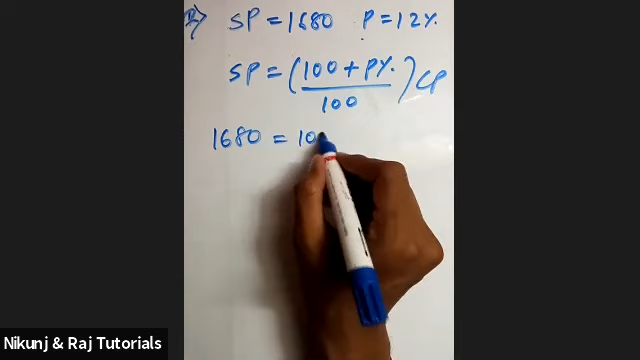 SP = 1680 P = 12%.
SP = (100 + P%. / 100) CP
1680 = 10
Nikunj & Raj Tutorials